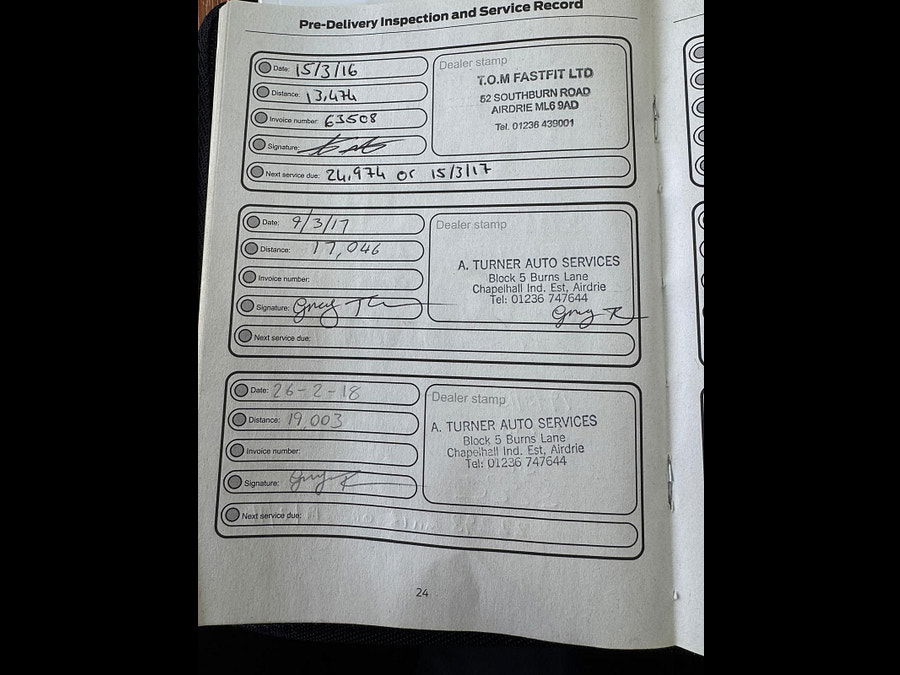 Pre-Delivery Inspection and Service Record
Date: 15/3/16
Distance: 13,474
Invoice number: 63508
Signature:
Next service due: 24,974 or 15/3/17
Dealer stamp
T.O.M FASTFIT LTD
52 SOUTHBURN ROAD
AIRDRIE ML6 9AD
Tel. 01236 439001
Date: 9/3/17
Distance: 17,046
Invoice number:
Signature: Greg
Next service due:
Dealer stamp
A. TURNER AUTO SERVICES
Block 5 Burns Lane
Chapelhall Ind. Est, Airdrie
Tel: 01236 747644
Greg
Date: 26-2-18
Distance: 19,003
Invoice number:
Signature: Greg
Next service due:
Dealer stamp
A. TURNER AUTO SERVICES
Block 5 Burns Lane
Chapelhall Ind. Est, Airdrie
Tel: 01236 747644
24